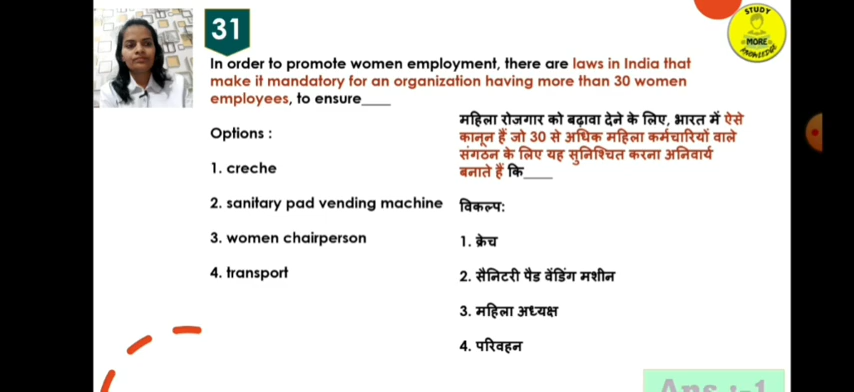 31
STUDY
MORE
KNOWLEDGE
In order to promote women employment, there are laws in India that
make it mandatory for an organization having more than 30 women
employees, to ensure____
महिला रोजगार को बढ़ावा देने के लिए, भारत में ऐसे
कानून हैं जो 30 से अधिक महिला कर्मचारियों वाले
संगठन के लिए यह सुनिश्चित करना अनिवार्य
बनाते हैं कि____
Options :
1. creche
2. sanitary pad vending machine
3. women chairperson
4. transport
विकल्प:
1. क्रेच
2. सैनिटरी पैड वेंडिंग मशीन
3. महिला अध्यक्ष
4. परिवहन
Ans :-1